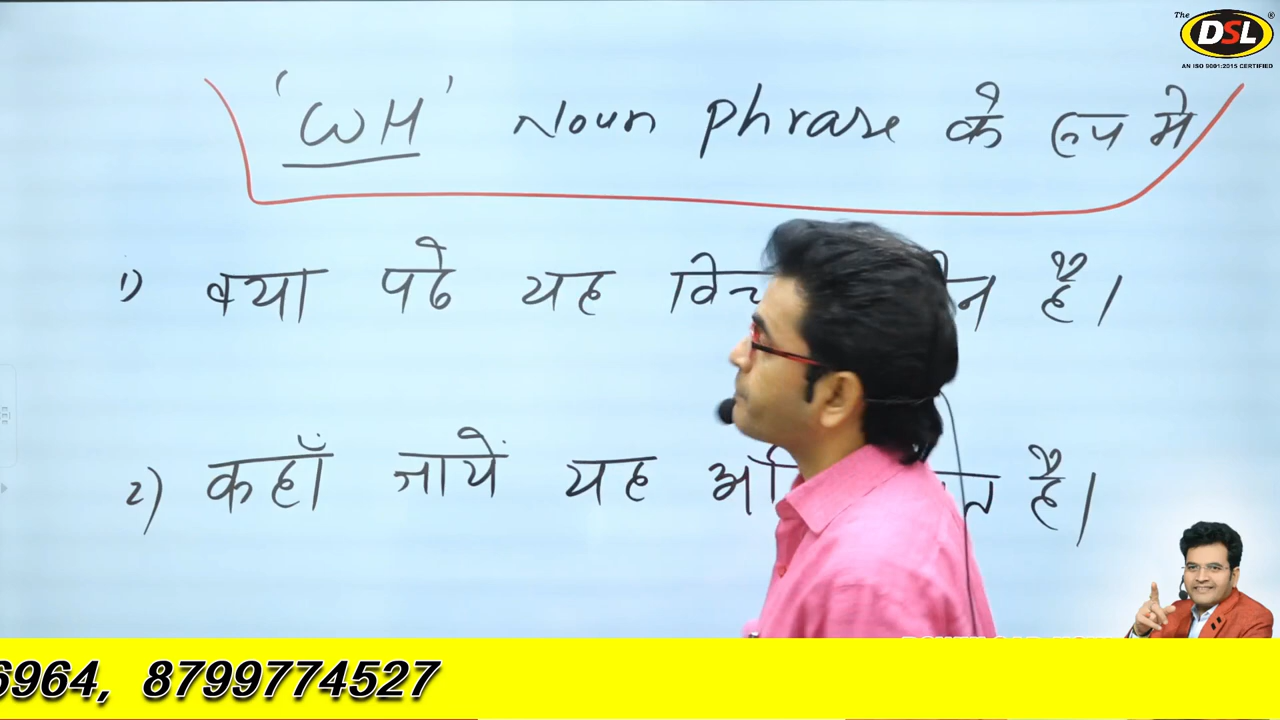 The ®
DSL
AN ISO 9001:2015 CERTIFIED
'WH' Noun Phrase के रूप मे
1) क्या पढे यह है।
2) कहाँ जायें यह है।
6964, 8799774527